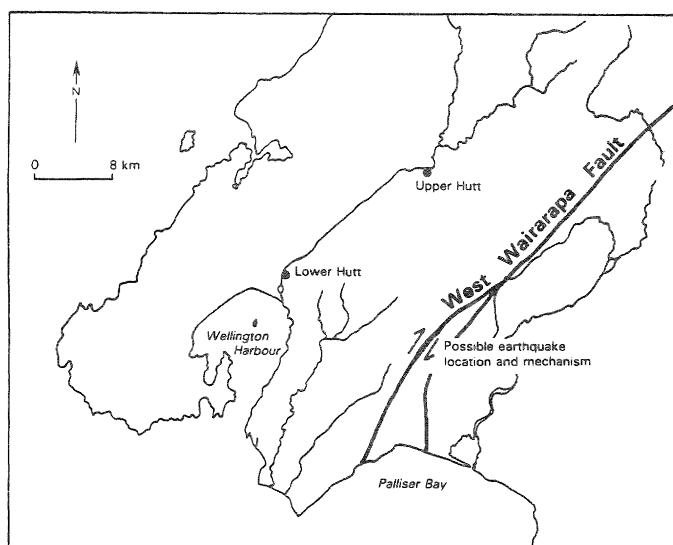 N
0 8 km
Upper Hutt
West Wairarapa Fault
Lower Hutt
Wellington
Harbour
Possible earthquake
location and mechanism
Palliser Bay